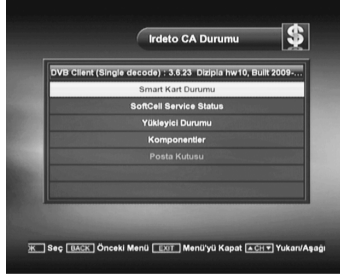 Irdeto CA Durumu
$
DVB Client (Single decode) : 3.6.23 Dizipla hw10, Built 2009-...
Smart Kart Durumu
SoftCell Service Status
Yükleyici Durumu
Komponentler
Posta Kutusu
Seç BACK Önceki Menü EXIT Menü'yü Kapat ▲CH▼ Yukarı/Aşağı